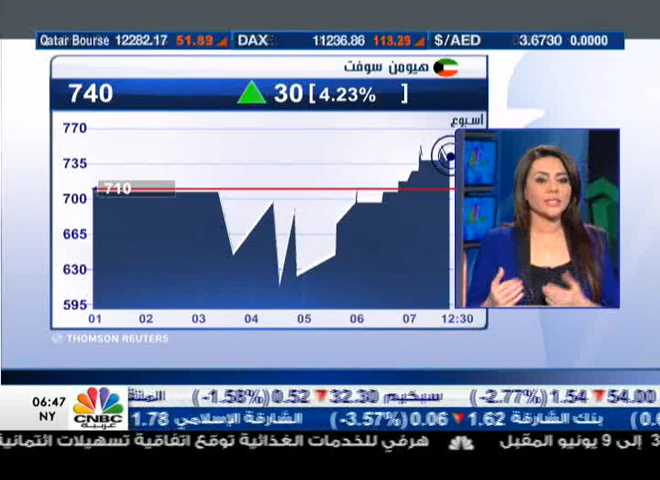 Qatar Bourse 12282.17 51.89 DAX 11236.86 113.25 $/AED 3.6730 0.0000
هيومن سوفت
740 30 [ 4.23% ]
أسبوع
770
735
710
700
665
630
595
01 02 03 04 05 06 07 12:30
THOMSON REUTERS
06:47
NY
CNBC
عربية
54.00 1.54 (-2.77%) سبكيم 32.30 0.52 (-1.58%)
بنك الشارقة 1.62 0.06 (-3.57%) الشارقة الإسلامي 1.78
إلى 9 يونيو المقبل هرفي للخدمات الغذائية توقع اتفاقية تسهيلات ائتمانية